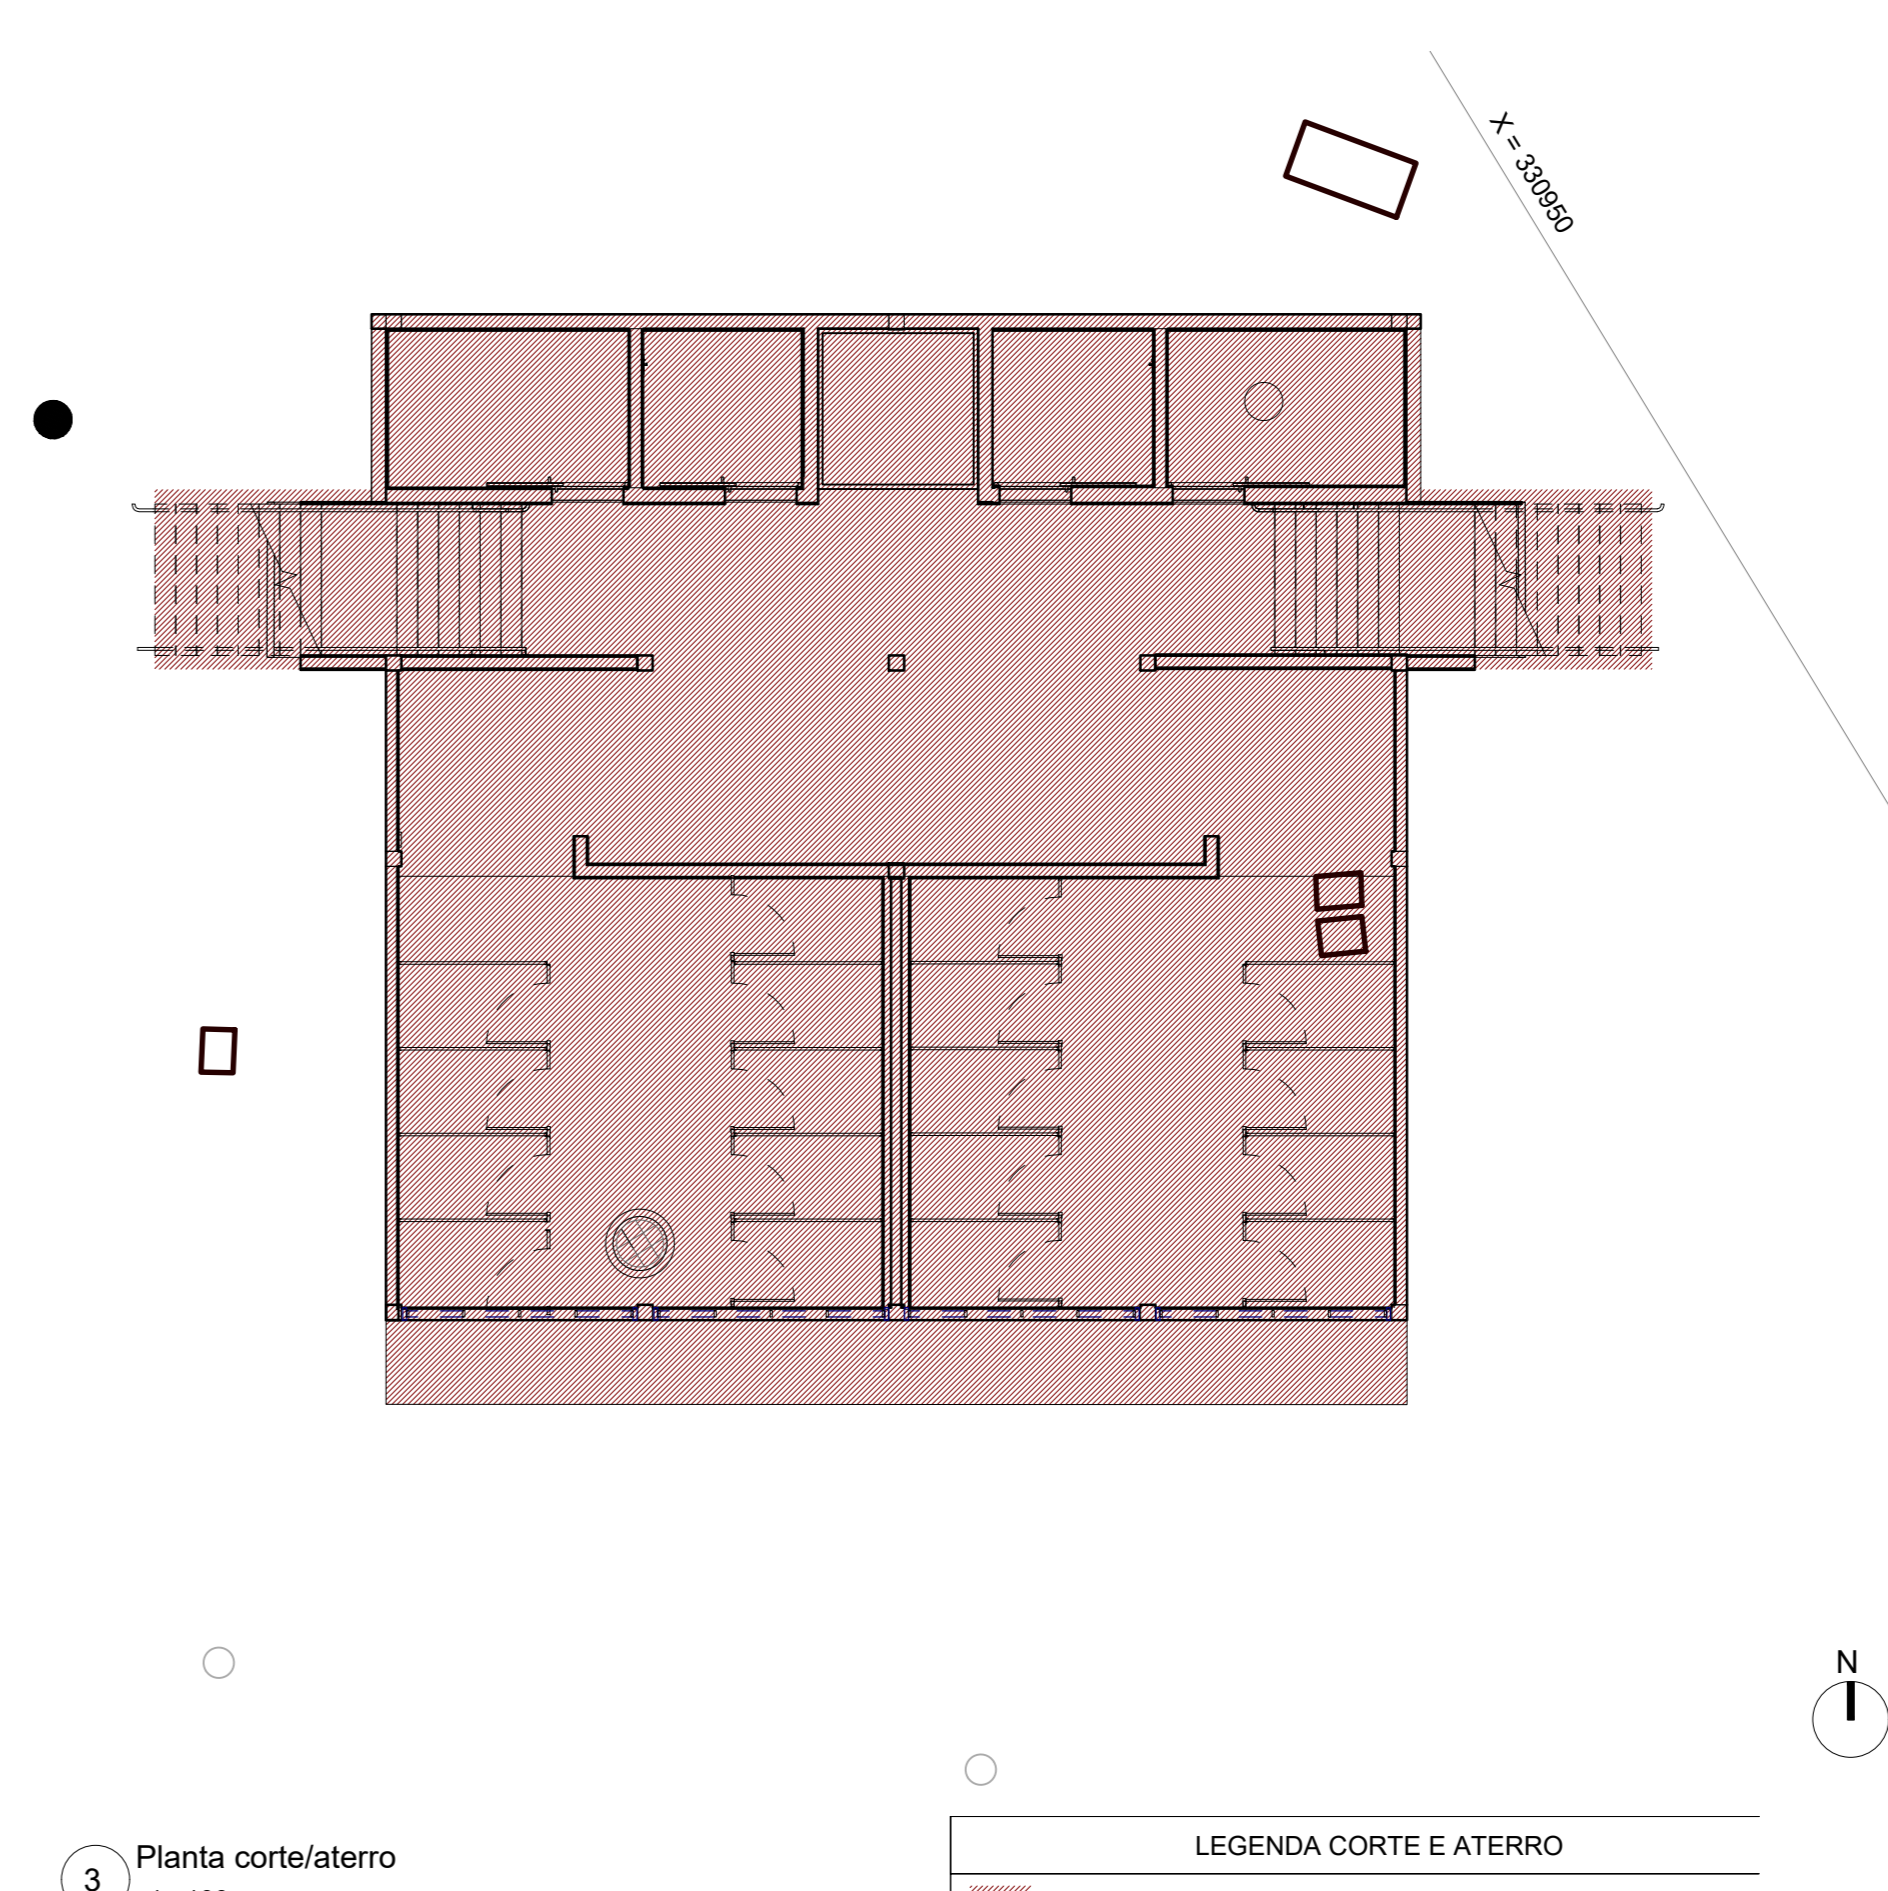 X = 330950
N
Planta corte/aterro
3
LEGENDA CORTE E ATERRO